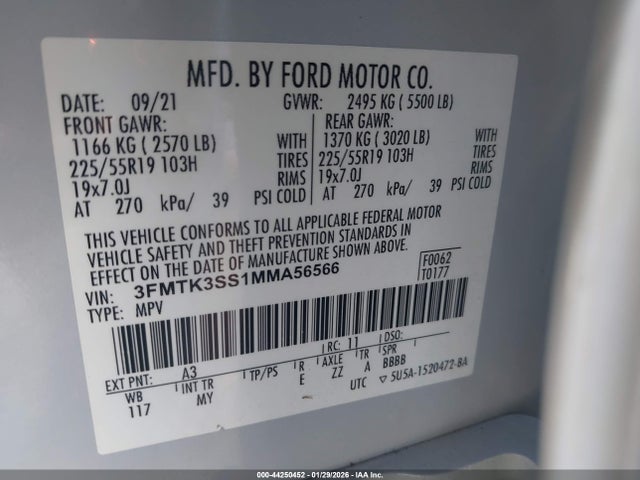 MFD. BY FORD MOTOR CO.
DATE: 09/21 GVWR: 2495 KG ( 5500 LB)
FRONT GAWR: REAR GAWR:
1166 KG ( 2570 LB) WITH 1370 KG ( 3020 LB) WITH
225/55R19 103H TIRES 225/55R19 103H TIRES
19x7.0J RIMS 19x7.0J RIMS
AT 270 kPa/ 39 PSI COLD AT 270 kPa/ 39 PSI COLD
THIS VEHICLE CONFORMS TO ALL APPLICABLE FEDERAL MOTOR
VEHICLE SAFETY AND THEFT PREVENTION STANDARDS IN
EFFECT ON THE DATE OF MANUFACTURE SHOWN ABOVE.
VIN: 3FMTK3SS1MMA56566 F0062
TYPE: MPV T0177
EXT PNT: A3 RC: 11 DSO:
WB INT TR TP/PS R AXLE TR SPR
117 MY E ZZ A BBBB
UTC ▽ 5U5A-1520472-BA
000-44250452 01/29/2026 IAA Inc.